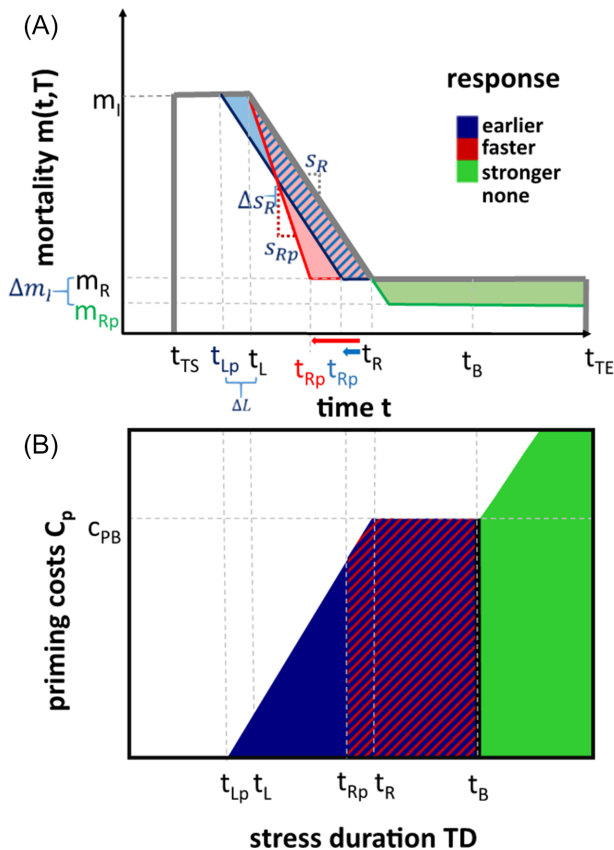 (A)
mortality m(t,T)
response
earlier
faster
stronger
none
m_I
s_R
Δs_R
s_Rp
Δm_I
m_R
m_Rp
t_TS t_Lp t_L t_Rp t_Rp t_R t_B t_TE
ΔL
time t
(B)
priming costs C_p
c_PB
t_Lp t_L t_Rp t_R t_B
stress duration TD